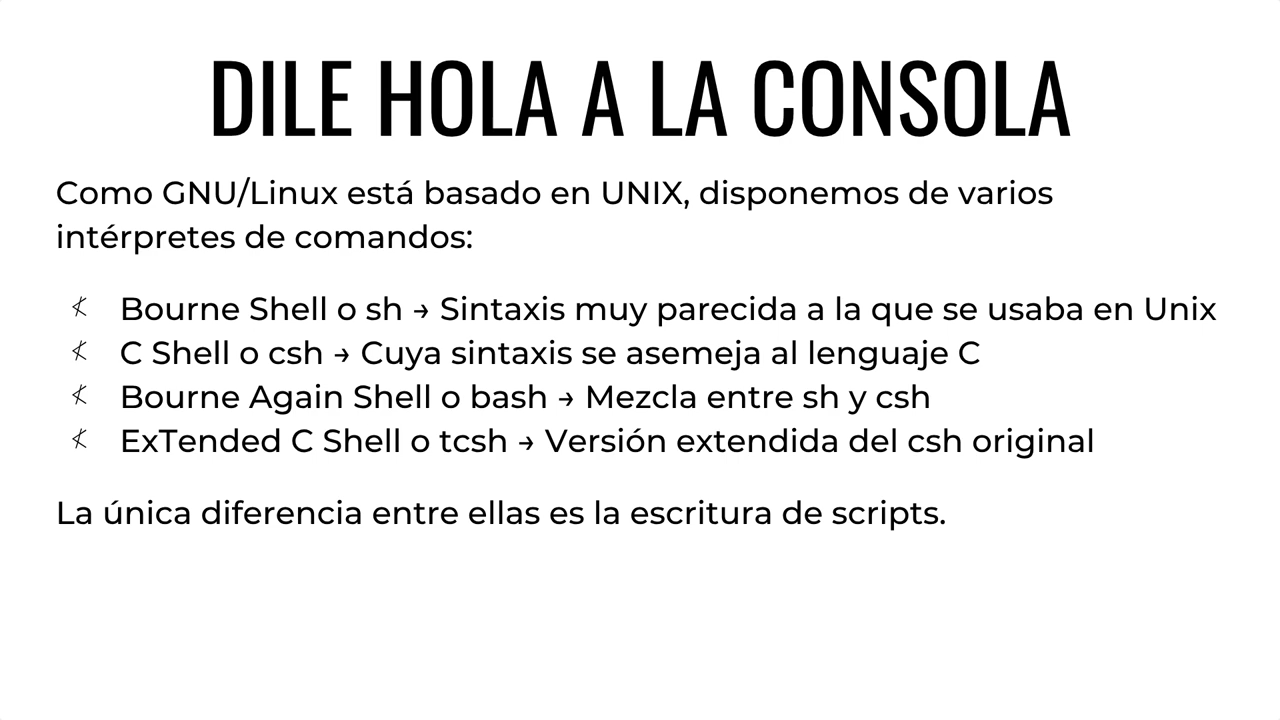 DILE HOLA A LA CONSOLA
Como GNU/Linux está basado en UNIX, disponemos de varios
intérpretes de comandos:
Bourne Shell o sh → Sintaxis muy parecida a la que se usaba en Unix
C Shell o csh → Cuya sintaxis se asemeja al lenguaje C
Bourne Again Shell o bash → Mezcla entre sh y csh
ExTended C Shell o tcsh → Versión extendida del csh original
La única diferencia entre ellas es la escritura de scripts.